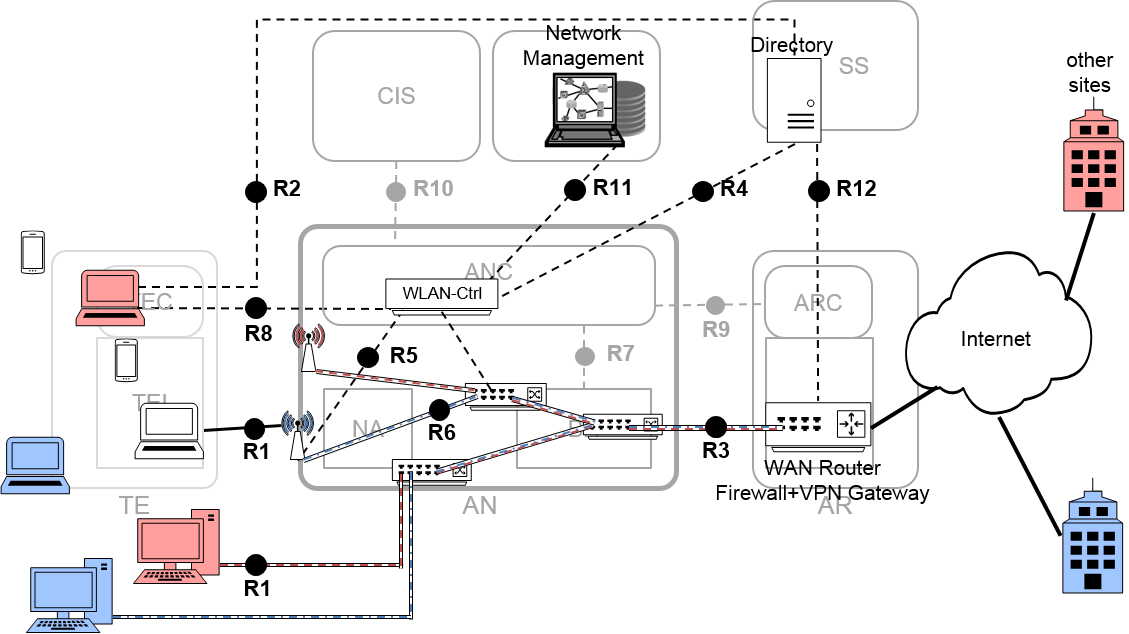 Network
Management
Directory
SS
other
sites
CIS
R2
R10
R11
R4
R12
ANC
WLAN-Ctrl
EC
R8
R9
ARC
R5
R7
Internet
TEI
NA
R6
R1
R3
WAN Router
Firewall+VPN Gateway
TE
AN
AR
R1